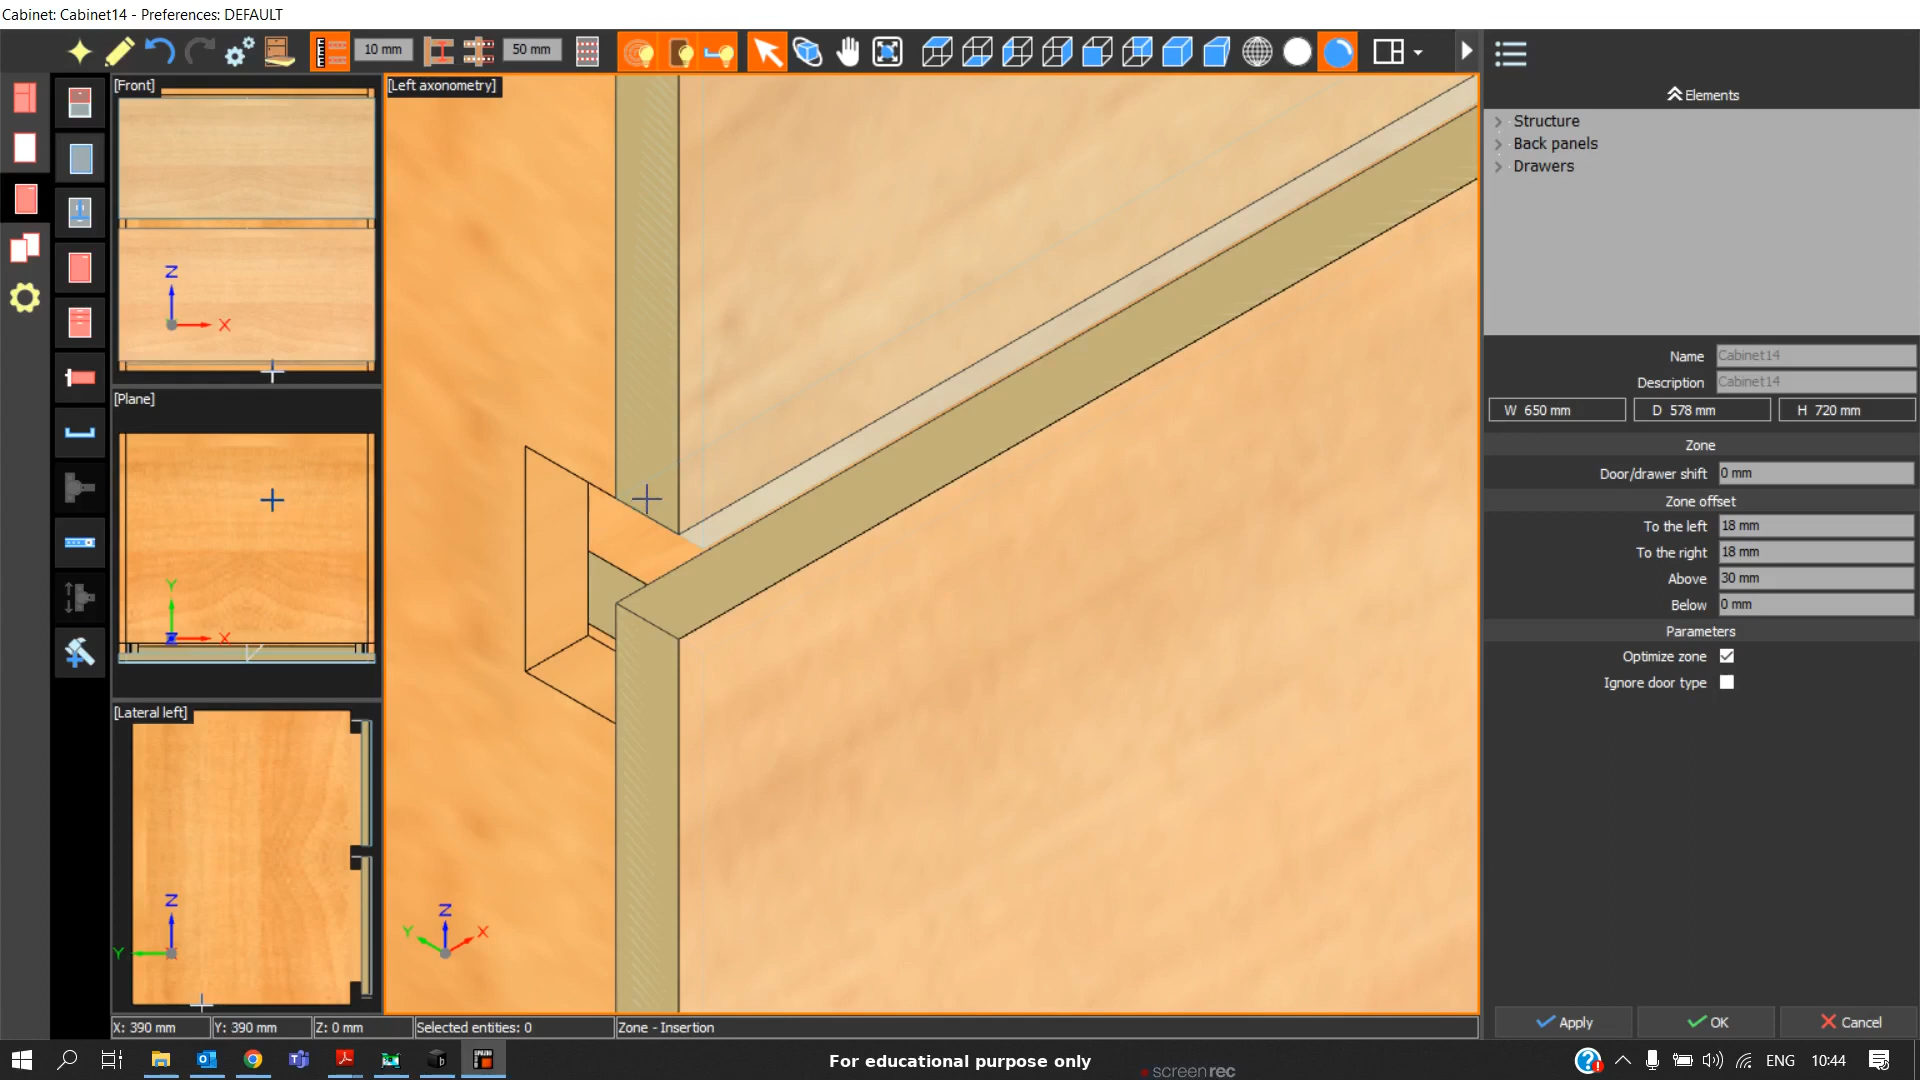 Cabinet: Cabinet14 - Preferences: DEFAULT
10 mm
50 mm
[Front]
Z
X
[Plane]
Y
Z
X
[Lateral left]
Z
Y
[Left axonometry]
Z
Y
X
Elements
Structure
Back panels
Drawers
Name Cabinet14
Description Cabinet14
W 650 mm D 578 mm H 720 mm
Zone
Door/drawer shift 0 mm
Zone offset
To the left 18 mm
To the right 18 mm
Above 30 mm
Below 0 mm
Parameters
Optimize zone
Ignore door type
Apply OK Cancel
X: 390 mm Y: 390 mm Z: 0 mm Selected entities: 0 Zone - Insertion
For educational purpose only
screenrec
ENG 10:44